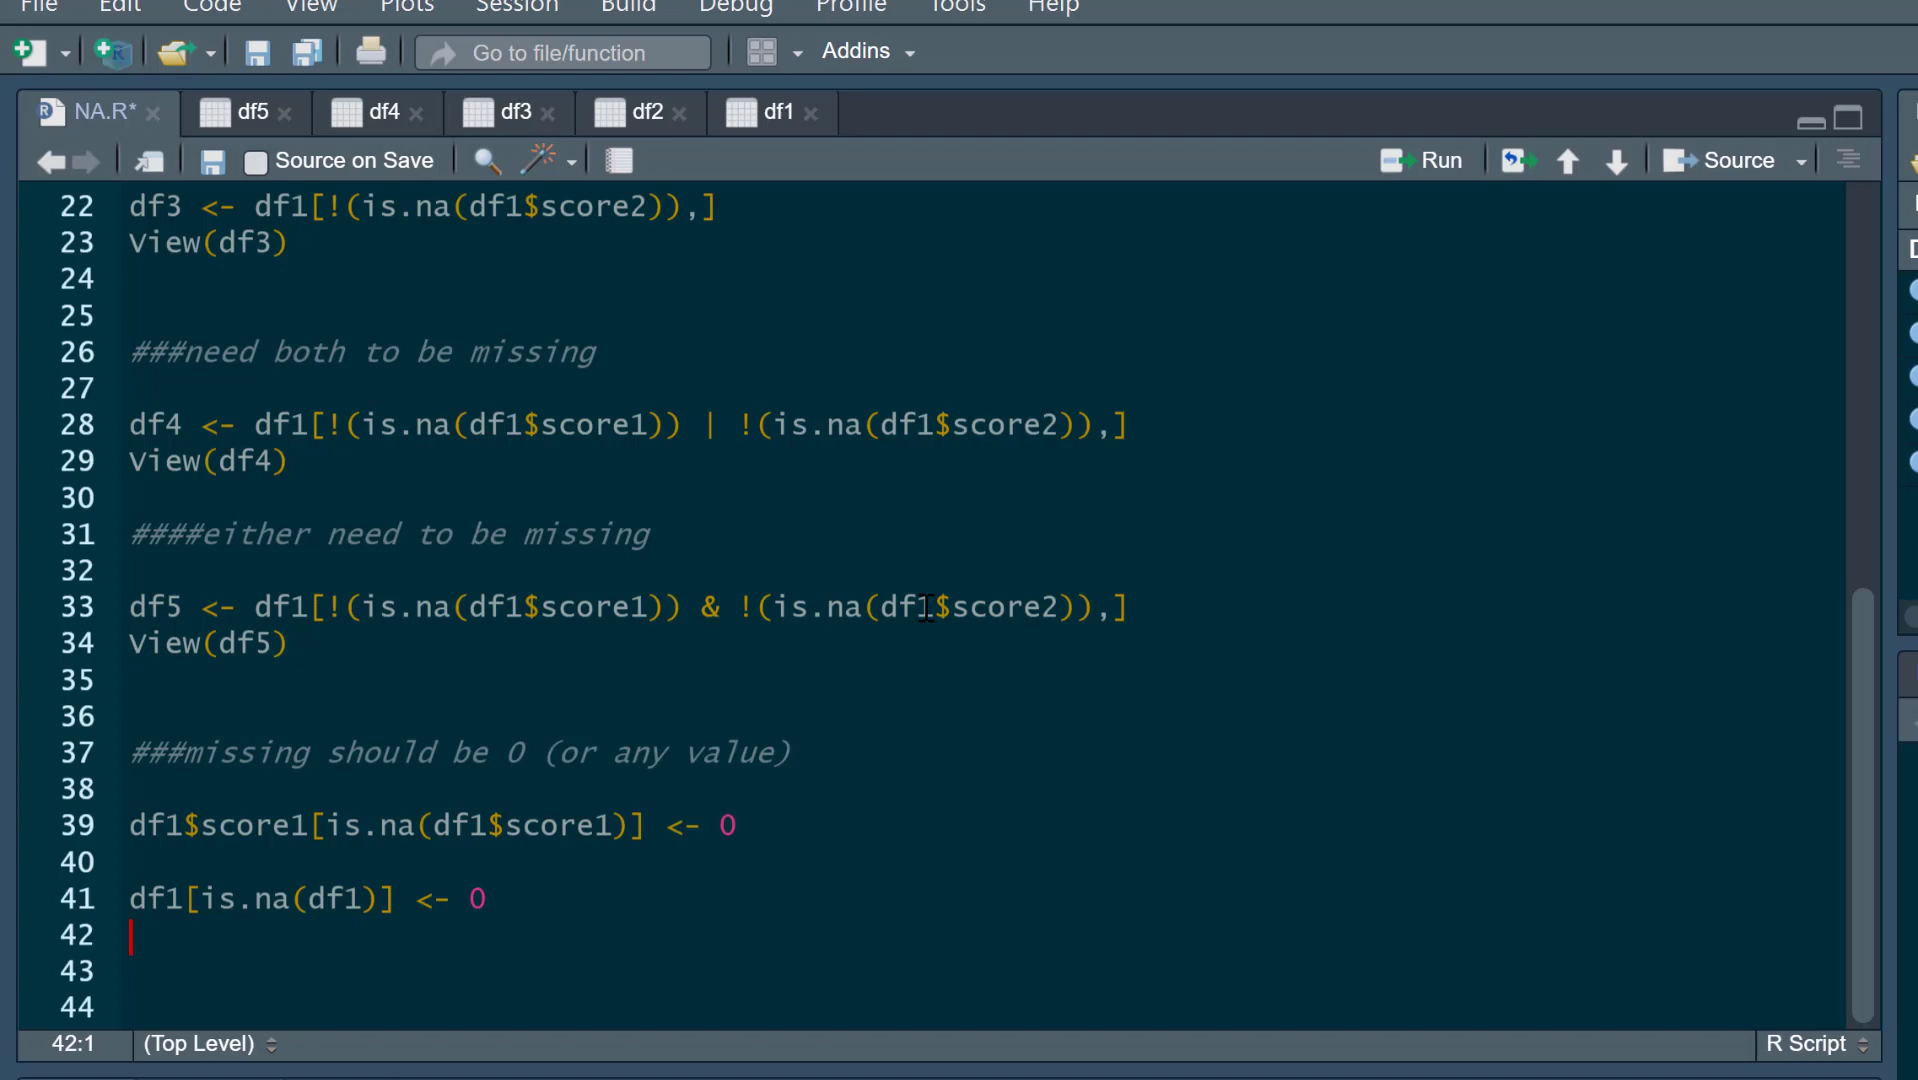 File Edit Code View Plots Session Build Debug Profile Tools Help
Go to file/function Addins
NA.R* df5 df4 df3 df2 df1
Source on Save Run Source
22 df3 <- df1[!(is.na(df1$score2)),]
23 View(df3)
24
25
26 ###need both to be missing
27
28 df4 <- df1[!(is.na(df1$score1)) | !(is.na(df1$score2)),]
29 View(df4)
30
31 ####either need to be missing
32
33 df5 <- df1[!(is.na(df1$score1)) & !(is.na(df1$score2)),]
34 View(df5)
35
36
37 ###missing should be 0 (or any value)
38
39 df1$score1[is.na(df1$score1)] <- 0
40
41 df1[is.na(df1)] <- 0
42
43
44
42:1 (Top Level) R Script